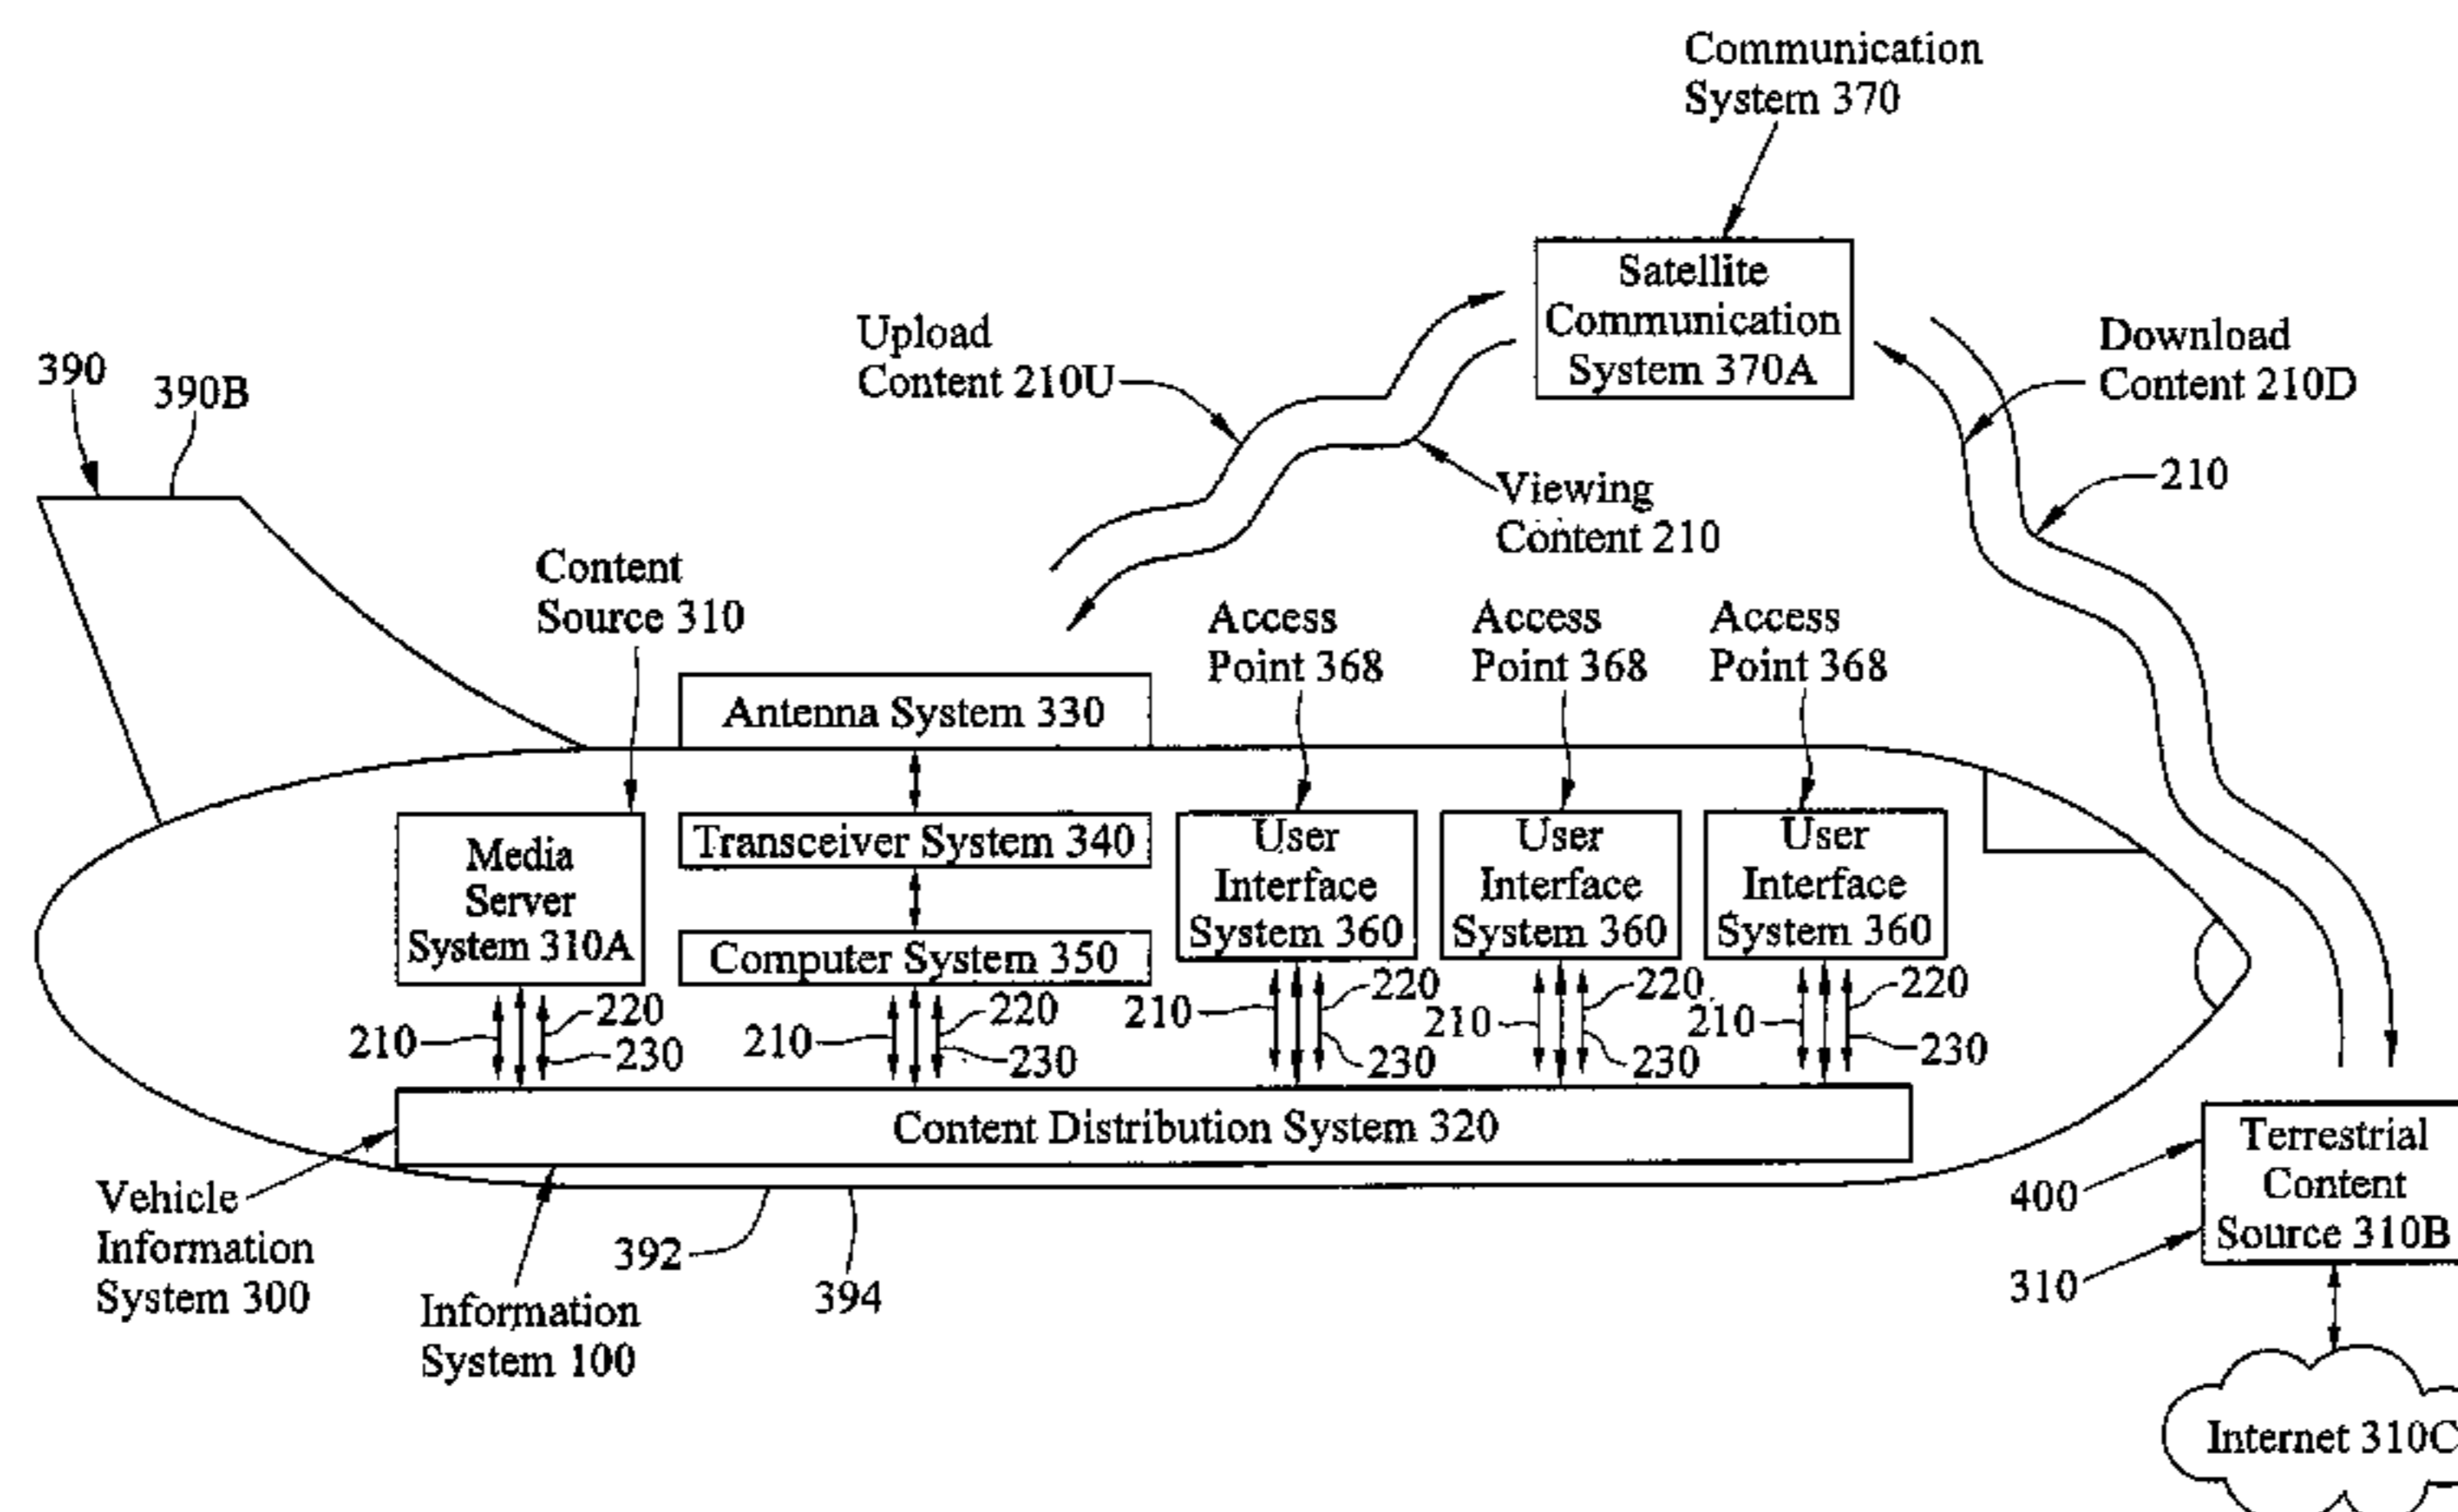 Communication
System 370
Satellite
Communication
System 370A
Upload
Content 210U
Download
Content 210D
390
390B
210
Viewing
Content 210
Content
Source 310
Access
Point 368
Access
Point 368
Access
Point 368
Antenna System 330
Transceiver System 340
Media
Server
System 310A
Computer System 350
User
Interface
System 360
User
Interface
System 360
User
Interface
System 360
210
220
230
210
220
230
210
220
230
210
220
230
210
220
230
Content Distribution System 320
Vehicle
Information
System 300
Information
System 100
392
394
400
310
Terrestrial
Content
Source 310B
Internet 310C